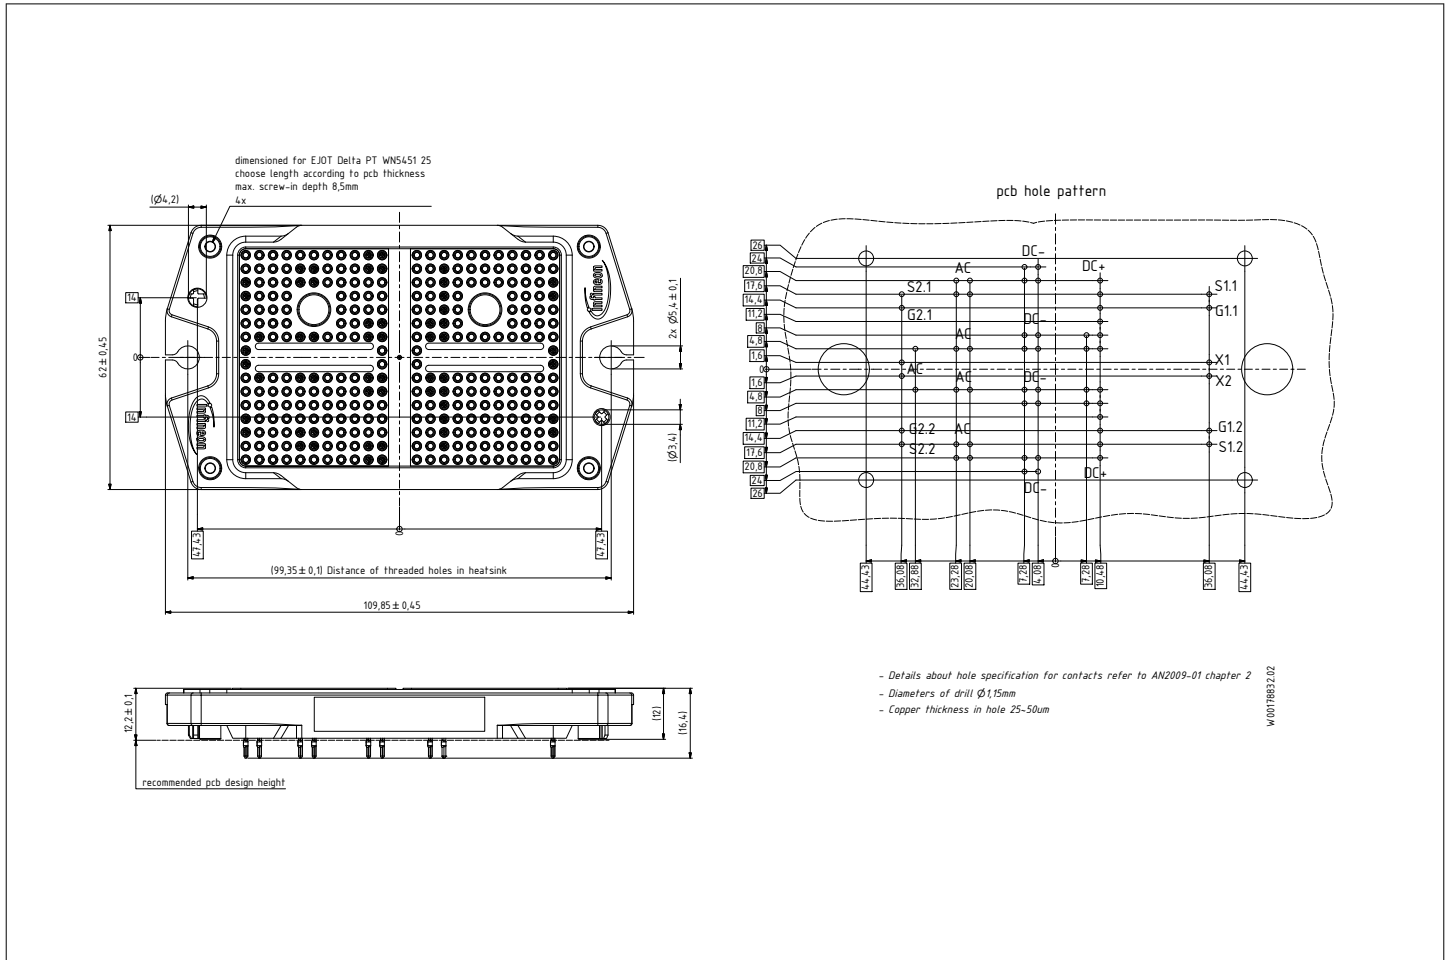 dimensioned for EJOT Delta PT WN5451 25
choose length according to pcb thickness
max. screw-in depth 8,5mm
4x
(Ø4,2)
62±0,45
14
0
14
infineon
infineon
2x Ø5,4±0,1
(Ø3,4)
47,43
0
47,43
(99,35±0,1) Distance of threaded holes in heatsink
109,85±0,45
12,2±0,1
(12)
(16,4)
recommended pcb design height
pcb hole pattern
26
24
20,8
17,6
14,4
11,2
8
4,8
1,6
0
1,6
4,8
8
11,2
14,4
17,6
20,8
24
26
DC-
AC
DC+
S2.1
S1.1
G2.1
DC-
G1.1
AC
X1
AC
AC
DC-
X2
G2.2
AC
G1.2
S2.2
S1.2
DC+
DC-
44,43
36,08
32,88
23,28
20,08
7,28
4,08
0
7,28
10,48
36,08
44,43
- Details about hole specification for contacts refer to AN2009-01 chapter 2
- Diameters of drill Ø1,15mm
- Copper thickness in hole 25~50um
W00178832.02